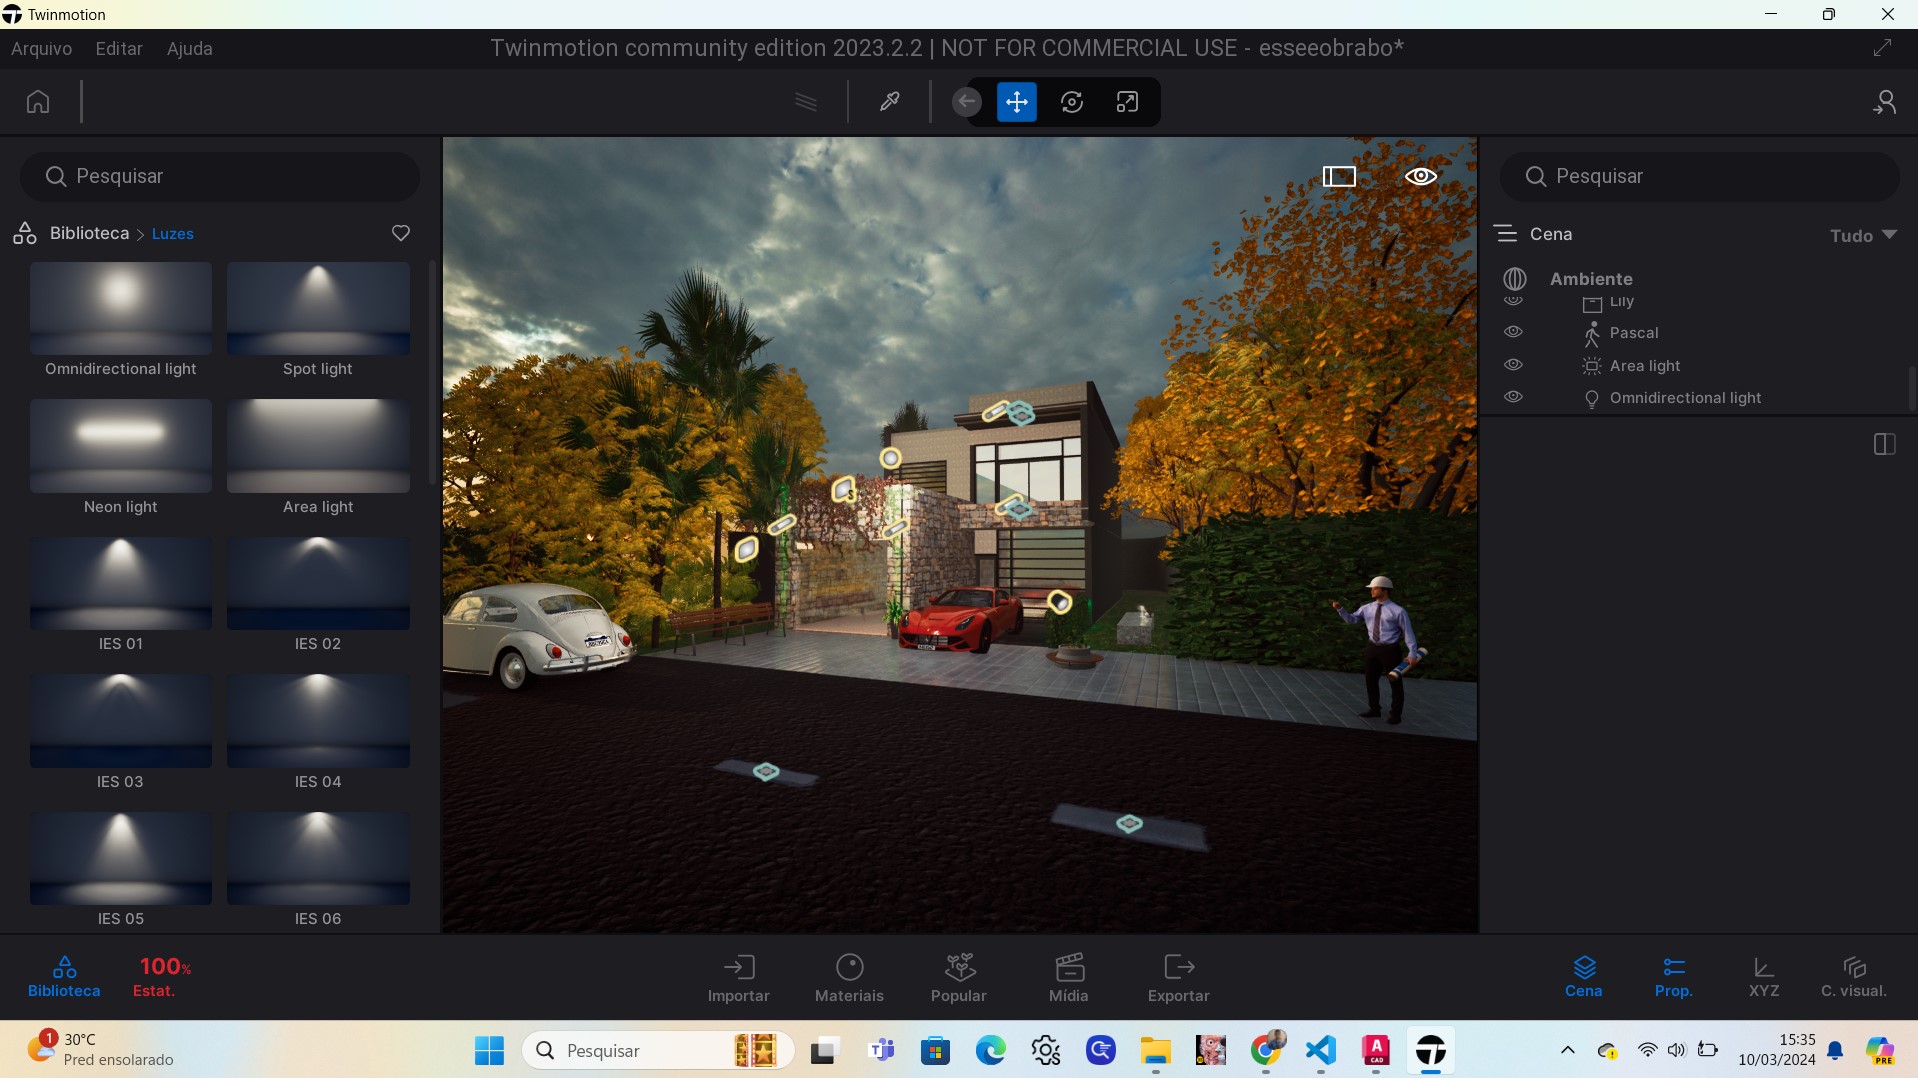 Twinmotion
Arquivo Editar Ajuda
Twinmotion community edition 2023.2.2 | NOT FOR COMMERCIAL USE - esseeobrabo*
Pesquisar
Biblioteca > Luzes
Omnidirectional light
Spot light
Neon light
Area light
IES 01
IES 02
IES 03
IES 04
IES 05
IES 06
Pesquisar
Cena
Tudo
Ambiente
Lily
Pascal
Area light
Omnidirectional light
Biblioteca
100%
Estat.
Importar
Materiais
Popular
Mídia
Exportar
Cena
Prop.
XYZ
C. visual.
1
30°C
Pred ensolarado
Pesquisar
T
A
CAD
15:35
10/03/2024
PRE